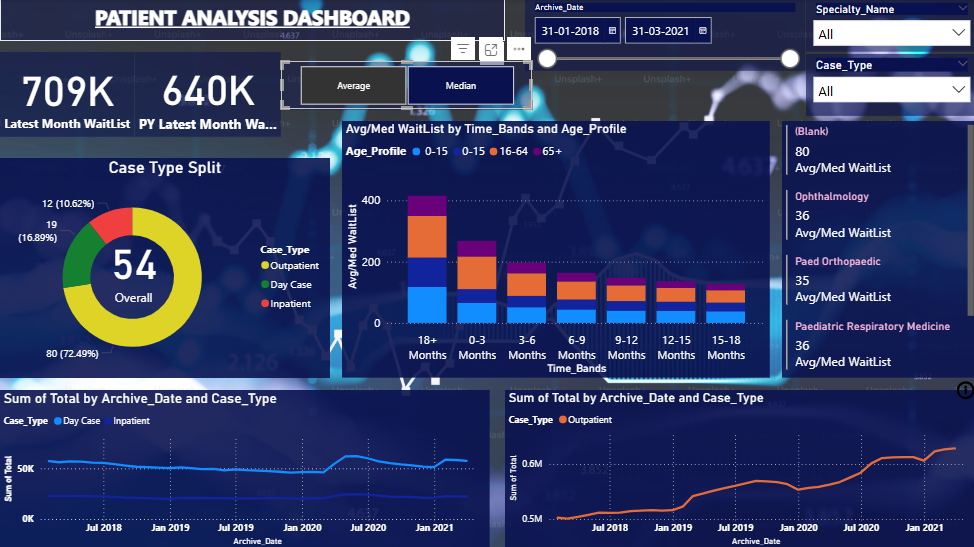 PATIENT ANALYSIS DASHBOARD
Archive_Date
31-01-2018
31-03-2021
Specialty_Name
All
Case_Type
All
709K
Latest Month WaitList
640K
PY Latest Month Wa...
Average
Median
Case Type Split
12 (10.62%)
19
(16.89%)
54
Overall
80 (72.49%)
Case_Type
Outpatient
Day Case
Inpatient
Avg/Med WaitList by Time_Bands and Age_Profile
Age_Profile
0-15
0-15
16-64
65+
Avg/Med WaitList
400
200
0
18+
Months
0-3
Months
3-6
Months
6-9
Months
9-12
Months
12-15
Months
15-18
Months
Time_Bands
(Blank)
80
Avg/Med WaitList
Ophthalmology
36
Avg/Med WaitList
Paed Orthopaedic
35
Avg/Med WaitList
Paediatric Respiratory Medicine
36
Avg/Med WaitList
Sum of Total by Archive_Date and Case_Type
Case_Type
Day Case
Inpatient
Sum of Total
50K
0K
Jul 2018
Jan 2019
Jul 2019
Jan 2020
Jul 2020
Jan 2021
Archive_Date
Sum of Total by Archive_Date and Case_Type
Case_Type
Outpatient
Sum of Total
0.6M
0.5M
Jul 2018
Jan 2019
Jul 2019
Jan 2020
Jul 2020
Jan 2021
Archive_Date